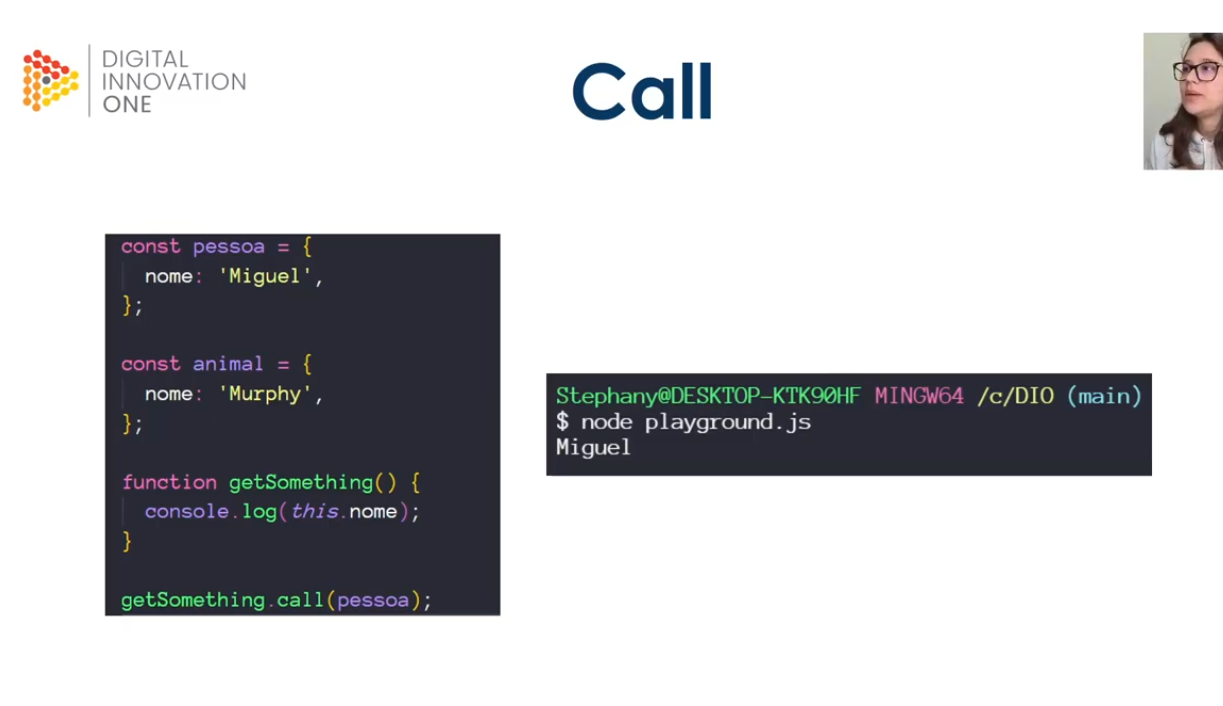 DIGITAL
INNOVATION
ONE
Call
const pessoa = {
  nome: 'Miguel',
};
const animal = {
  nome: 'Murphy',
};
function getSomething() {
  console.log(this.nome);
}
getSomething.call(pessoa);
Stephany@DESKTOP-KTK90HF MINGW64 /c/DIO (main)
$ node playground.js
Miguel